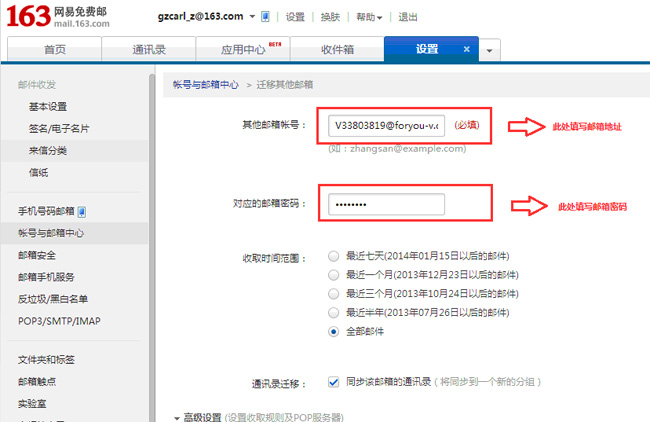 163 网易免费邮
mail.163.com
gzcarl_z@163.com 设置 换肤 帮助 退出
首页 通讯录 应用中心 BETA 收件箱 设置 ×
邮件收发
基本设置
签名/电子名片
来信分类
信纸
手机号码邮箱
帐号与邮箱中心
邮箱安全
邮箱手机服务
反垃圾/黑白名单
POP3/SMTP/IMAP
文件夹和标签
邮箱触点
实验室
帐号与邮箱中心 > 迁移其他邮箱
其他邮箱帐号: V33803819@foryou-v.c (必填) 此处填写邮箱地址
(如：zhangsan@example.com)
对应的邮箱密码: •••••••• 此处填写邮箱密码
收取时间范围: 最近七天(2014年01月15日以后的邮件)
最近一个月(2013年12月23日以后的邮件)
最近三个月(2013年10月24日以后的邮件)
最近半年(2013年07月26日以后的邮件)
全部邮件
通讯录迁移: 同步该邮箱的通讯录 (将同步到一个新的分组)
高级设置 (设置收取规则及POP服务器)